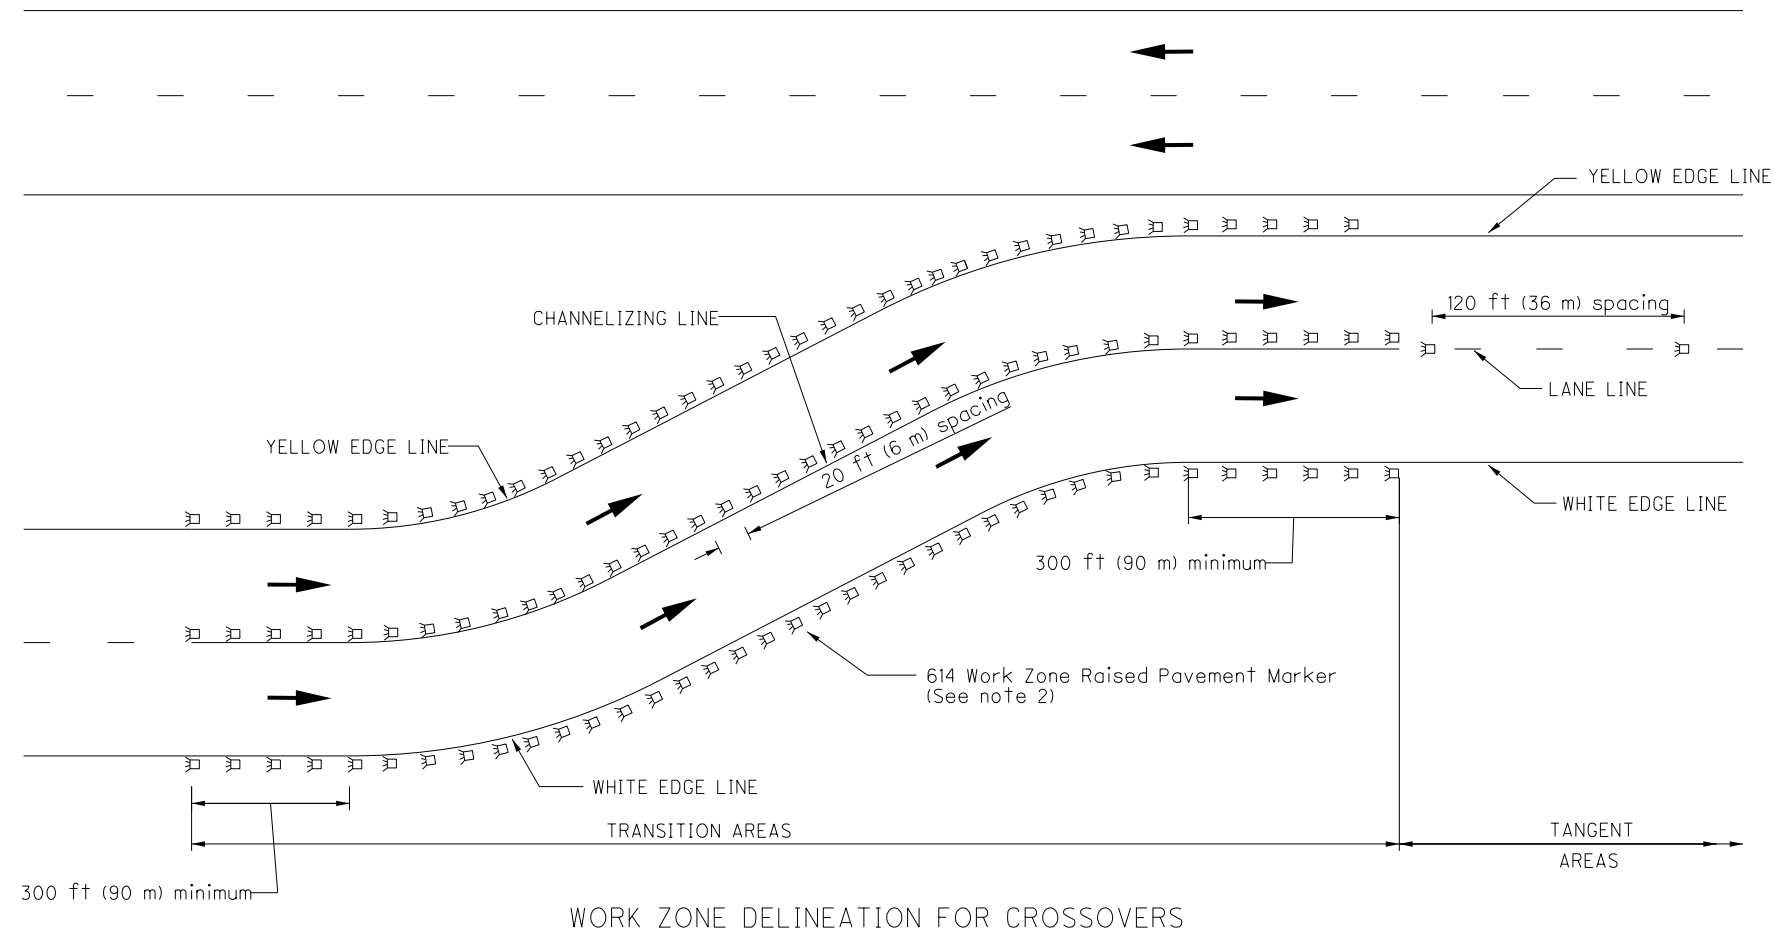 YELLOW EDGE LINE
120 ft (36 m) spacing
CHANNELIZING LINE
LANE LINE
20 ft (6 m) spacing
YELLOW EDGE LINE
WHITE EDGE LINE
300 ft (90 m) minimum
614 Work Zone Raised Pavement Marker
(See note 2)
WHITE EDGE LINE
TRANSITION AREAS
TANGENT
AREAS
300 ft (90 m) minimum
WORK ZONE DELINEATION FOR CROSSOVERS